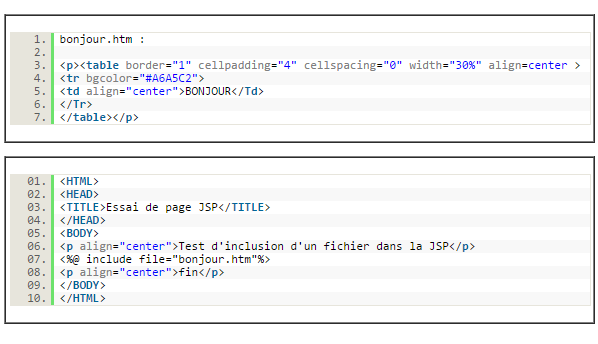 1. bonjour.htm :
2.
3. <p><table border="1" cellpadding="4" cellspacing="0" width="30%" align=center >
4. <tr bgcolor="#A6A5C2">
5. <td align="center">BONJOUR</Td>
6. </Tr>
7. </table></p>
01. <HTML>
02. <HEAD>
03. <TITLE>Essai de page JSP</TITLE>
04. </HEAD>
05. <BODY>
06. <p align="center">Test d'inclusion d'un fichier dans la JSP</p>
07. <%@ include file="bonjour.htm"%>
08. <p align="center">fin</p>
09. </BODY>
10. </HTML>